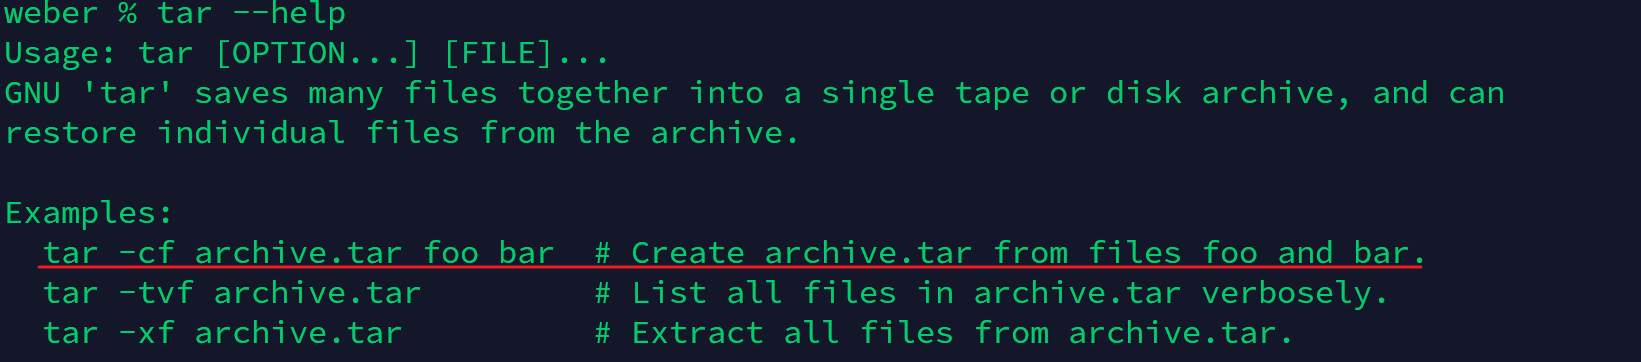 weber % tar --help
Usage: tar [OPTION...] [FILE]...
GNU 'tar' saves many files together into a single tape or disk archive, and can
restore individual files from the archive.

Examples:
  tar -cf archive.tar foo bar  # Create archive.tar from files foo and bar.
  tar -tvf archive.tar         # List all files in archive.tar verbosely.
  tar -xf archive.tar          # Extract all files from archive.tar.